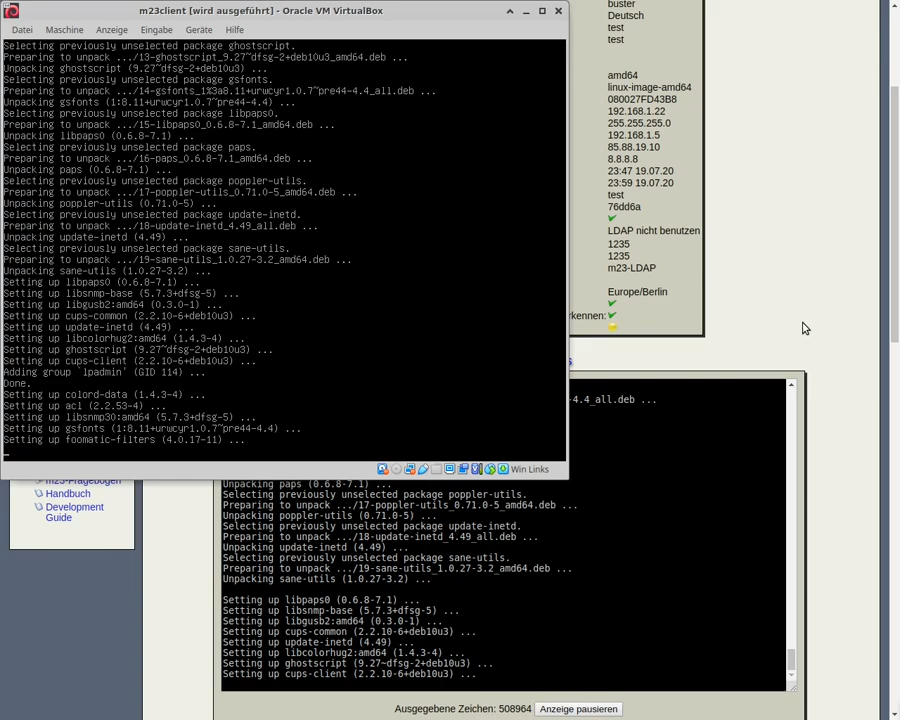 m23client [wird ausgeführt] - Oracle VM VirtualBox
Datei Maschine Anzeige Eingabe Geräte Hilfe
Selecting previously unselected package ghostscript.
Preparing to unpack .../13-ghostscript_9.27~dfsg-2+deb10u3_amd64.deb ...
Unpacking ghostscript (9.27~dfsg-2+deb10u3) ...
Selecting previously unselected package gsfonts.
Preparing to unpack .../14-gsfonts_1%3a8.11+urwcyr1.0.7~pre44-4.4_all.deb ...
Unpacking gsfonts (1:8.11+urwcyr1.0.7~pre44-4.4) ...
Selecting previously unselected package libpaps0.
Preparing to unpack .../15-libpaps0_0.6.8-7.1_amd64.deb ...
Unpacking libpaps0 (0.6.8-7.1) ...
Selecting previously unselected package paps.
Preparing to unpack .../16-paps_0.6.8-7.1_amd64.deb ...
Unpacking paps (0.6.8-7.1) ...
Selecting previously unselected package poppler-utils.
Preparing to unpack .../17-poppler-utils_0.71.0-5_amd64.deb ...
Unpacking poppler-utils (0.71.0-5) ...
Selecting previously unselected package update-inetd.
Preparing to unpack .../18-update-inetd_4.49_all.deb ...
Unpacking update-inetd (4.49) ...
Selecting previously unselected package sane-utils.
Preparing to unpack .../19-sane-utils_1.0.27-3.2_amd64.deb ...
Unpacking sane-utils (1.0.27-3.2) ...
Setting up libpaps0 (0.6.8-7.1) ...
Setting up libsnmp-base (5.7.3+dfsg-5) ...
Setting up libgusb2:amd64 (0.3.0-1) ...
Setting up cups-common (2.2.10-6+deb10u3) ...
Setting up update-inetd (4.49) ...
Setting up libcolorhug2:amd64 (1.4.3-4) ...
Setting up ghostscript (9.27~dfsg-2+deb10u3) ...
Setting up cups-client (2.2.10-6+deb10u3) ...
Adding group `lpadmin' (GID 114) ...
Done.
Setting up colord-data (1.4.3-4) ...
Setting up acl (2.2.53-4) ...
Setting up libsnmp30:amd64 (5.7.3+dfsg-5) ...
Setting up gsfonts (1:8.11+urwcyr1.0.7~pre44-4.4) ...
Setting up foomatic-filters (4.0.17-11) ...
Win Links
buster
Deutsch
test
test
amd64
linux-image-amd64
080027FD43B8
192.168.1.22
255.255.255.0
192.168.1.5
85.88.19.10
8.8.8.8
23:47 19.07.20
23:59 19.07.20
test
76dd6a
LDAP nicht benutzen
1235
1235
m23-LDAP
Europe/Berlin
rkennen:
s
m23-Fragebogen
Handbuch
Development
Guide
4.4_all.deb ...
Unpacking paps (0.6.8-7.1) ...
Selecting previously unselected package poppler-utils.
Preparing to unpack .../17-poppler-utils_0.71.0-5_amd64.deb ...
Unpacking poppler-utils (0.71.0-5) ...
Selecting previously unselected package update-inetd.
Preparing to unpack .../18-update-inetd_4.49_all.deb ...
Unpacking update-inetd (4.49) ...
Selecting previously unselected package sane-utils.
Preparing to unpack .../19-sane-utils_1.0.27-3.2_amd64.deb ...
Unpacking sane-utils (1.0.27-3.2) ...
Setting up libpaps0 (0.6.8-7.1) ...
Setting up libsnmp-base (5.7.3+dfsg-5) ...
Setting up libgusb2:amd64 (0.3.0-1) ...
Setting up cups-common (2.2.10-6+deb10u3) ...
Setting up update-inetd (4.49) ...
Setting up libcolorhug2:amd64 (1.4.3-4) ...
Setting up ghostscript (9.27~dfsg-2+deb10u3) ...
Setting up cups-client (2.2.10-6+deb10u3) ...
Ausgegebene Zeichen: 508964 Anzeige pausieren